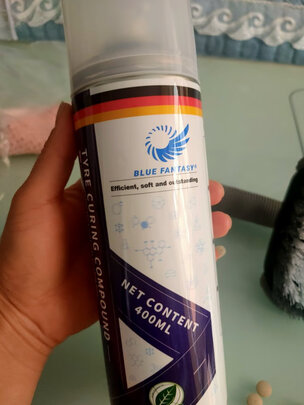 BLUE FANTASY®
Efficient, soft and outstanding
TYRE CURING COMPOUND
NET CONTENT
400ML